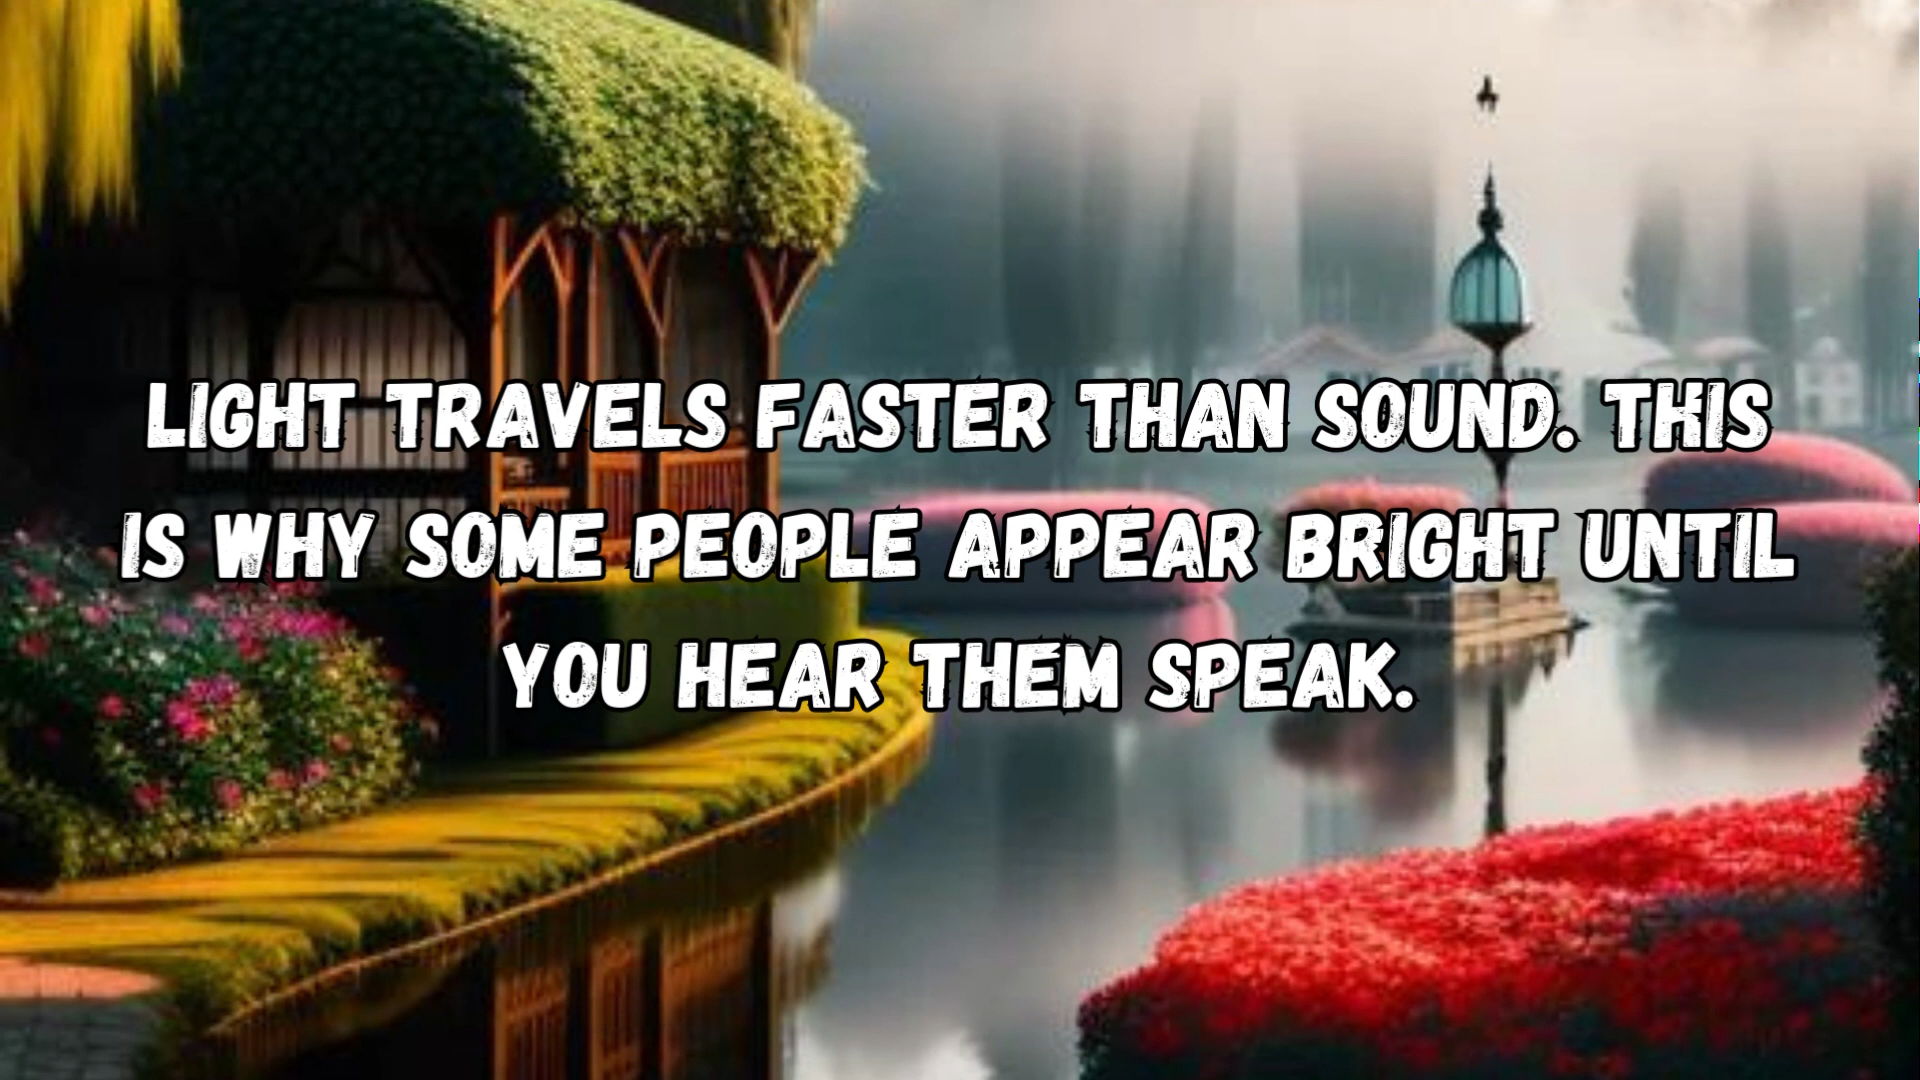 LIGHT TRAVELS FASTER THAN SOUND. THIS
IS WHY SOME PEOPLE APPEAR BRIGHT UNTIL
YOU HEAR THEM SPEAK.